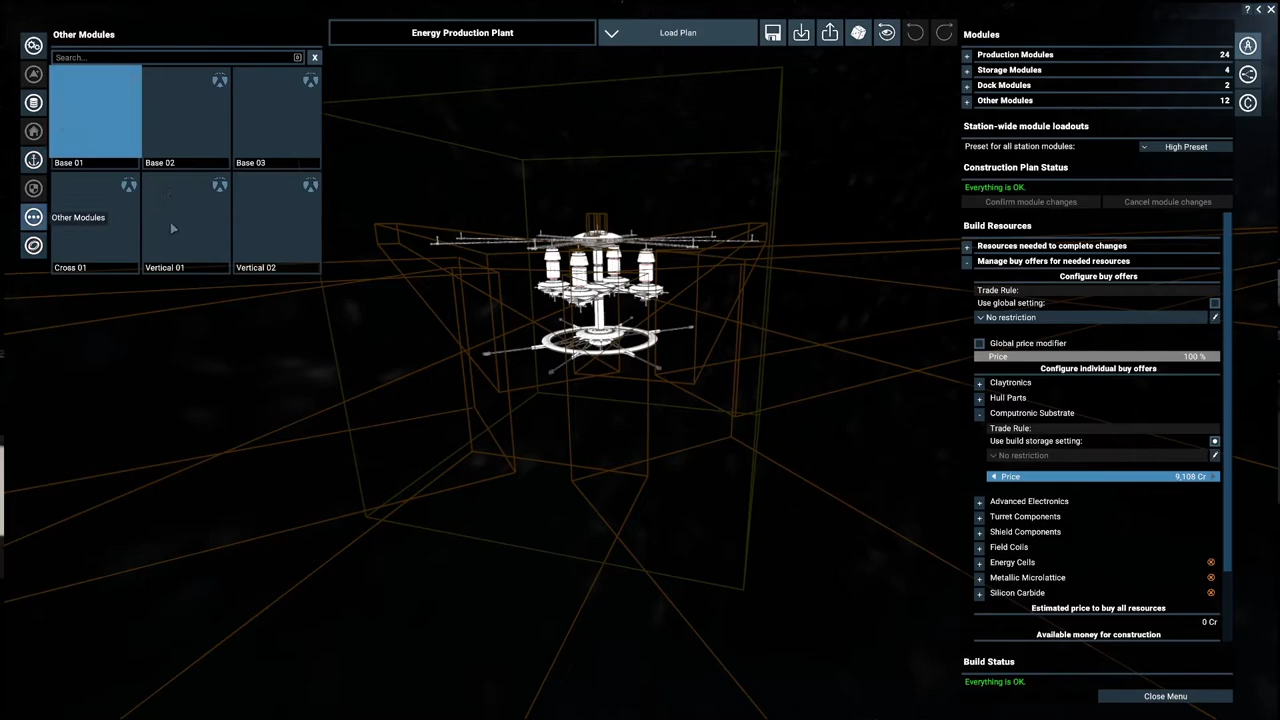 Other Modules
Search...
X
Base 01
Base 02
Base 03
Other Modules
Cross 01
Vertical 01
Vertical 02
Energy Production Plant
Load Plan
?
Modules
Production Modules 24
Storage Modules 4
Dock Modules 2
Other Modules 12
Station-wide module loadouts
Preset for all station modules: High Preset
Construction Plan Status
Everything is OK.
Confirm module changes Cancel module changes
Build Resources
Resources needed to complete changes
Manage buy offers for needed resources
Configure buy offers
Trade Rule:
Use global setting:
No restriction
Global price modifier
Price 100 %
Configure individual buy offers
Claytronics
Hull Parts
Computronic Substrate
Trade Rule:
Use build storage setting:
No restriction
Price 9,108 Cr
Advanced Electronics
Turret Components
Shield Components
Field Coils
Energy Cells
Metallic Microlattice
Silicon Carbide
Estimated price to buy all resources
0 Cr
Available money for construction
Build Status
Everything is OK.
Close Menu